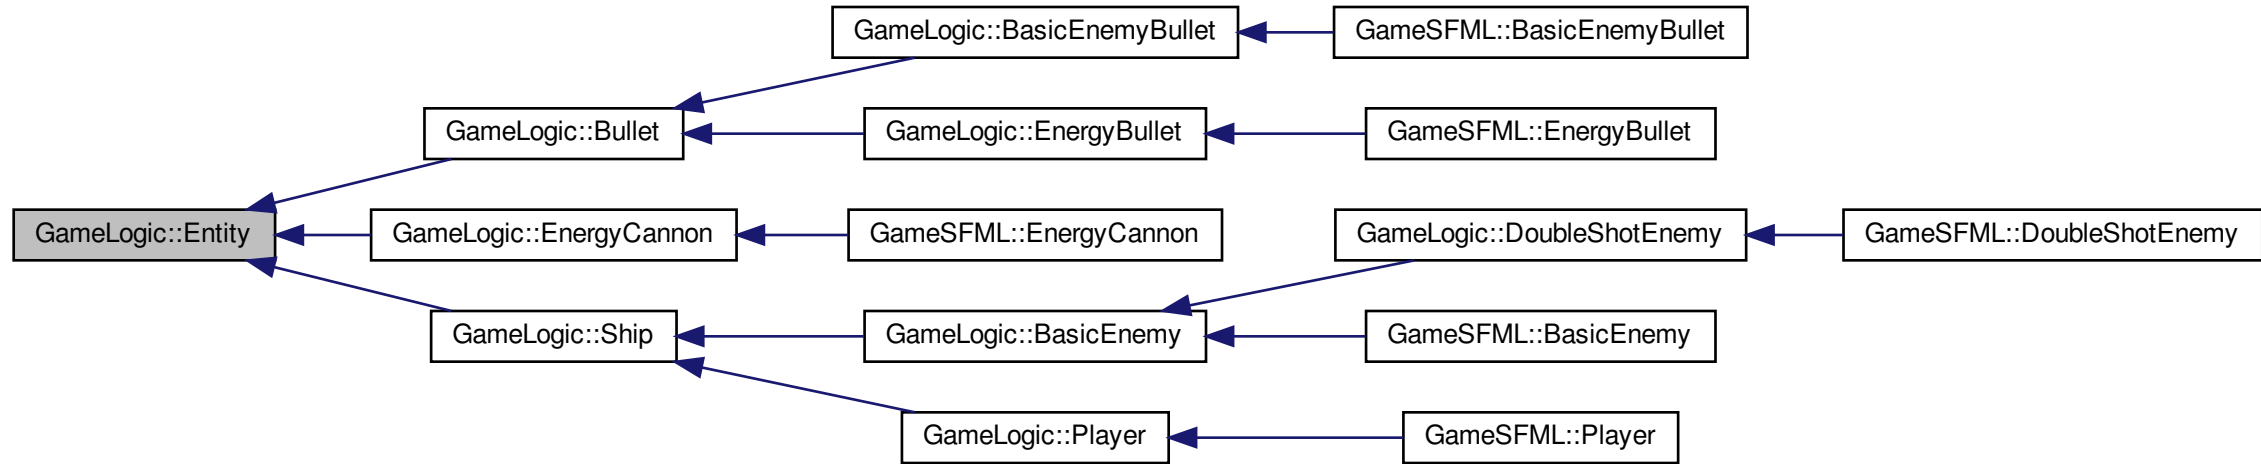 GameLogic::BasicEnemyBullet
GameSFML::BasicEnemyBullet
GameLogic::Bullet
GameLogic::EnergyBullet
GameSFML::EnergyBullet
GameLogic::Entity
GameLogic::EnergyCannon
GameSFML::EnergyCannon
GameLogic::DoubleShotEnemy
GameSFML::DoubleShotEnemy
GameLogic::Ship
GameLogic::BasicEnemy
GameSFML::BasicEnemy
GameLogic::Player
GameSFML::Player